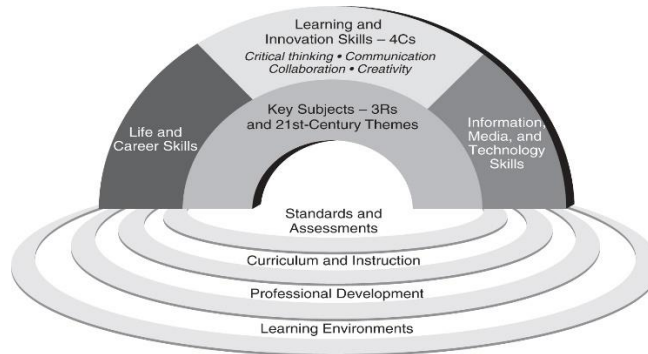 Learning and
Innovation Skills – 4Cs
Critical thinking • Communication
Collaboration • Creativity
Key Subjects – 3Rs
and 21st-Century Themes
Life and
Career Skills
Information,
Media, and
Technology
Skills
Standards and
Assessments
Curriculum and Instruction
Professional Development
Learning Environments